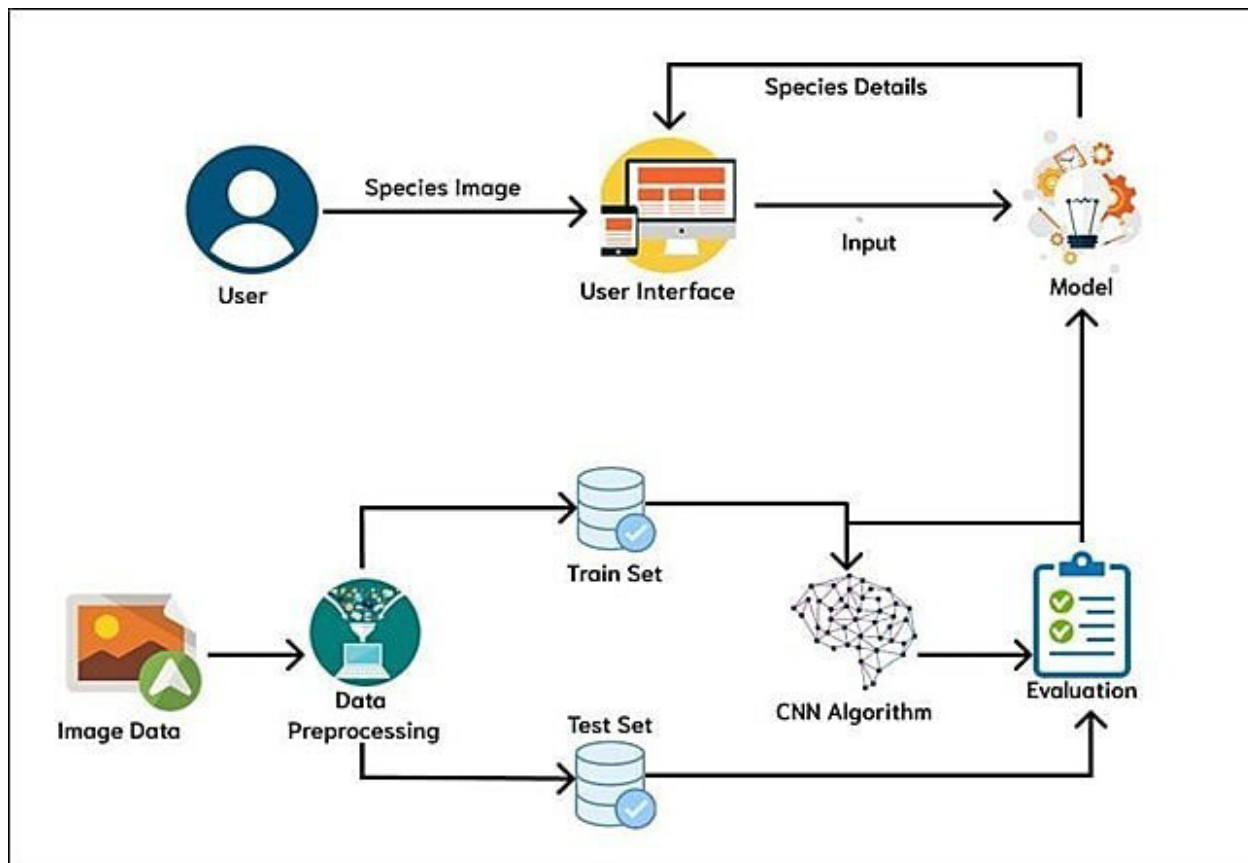 Species Details
Species Image
Input
User
User Interface
Model
Train Set
Image Data
Data
Preprocessing
Test Set
CNN Algorithm
Evaluation